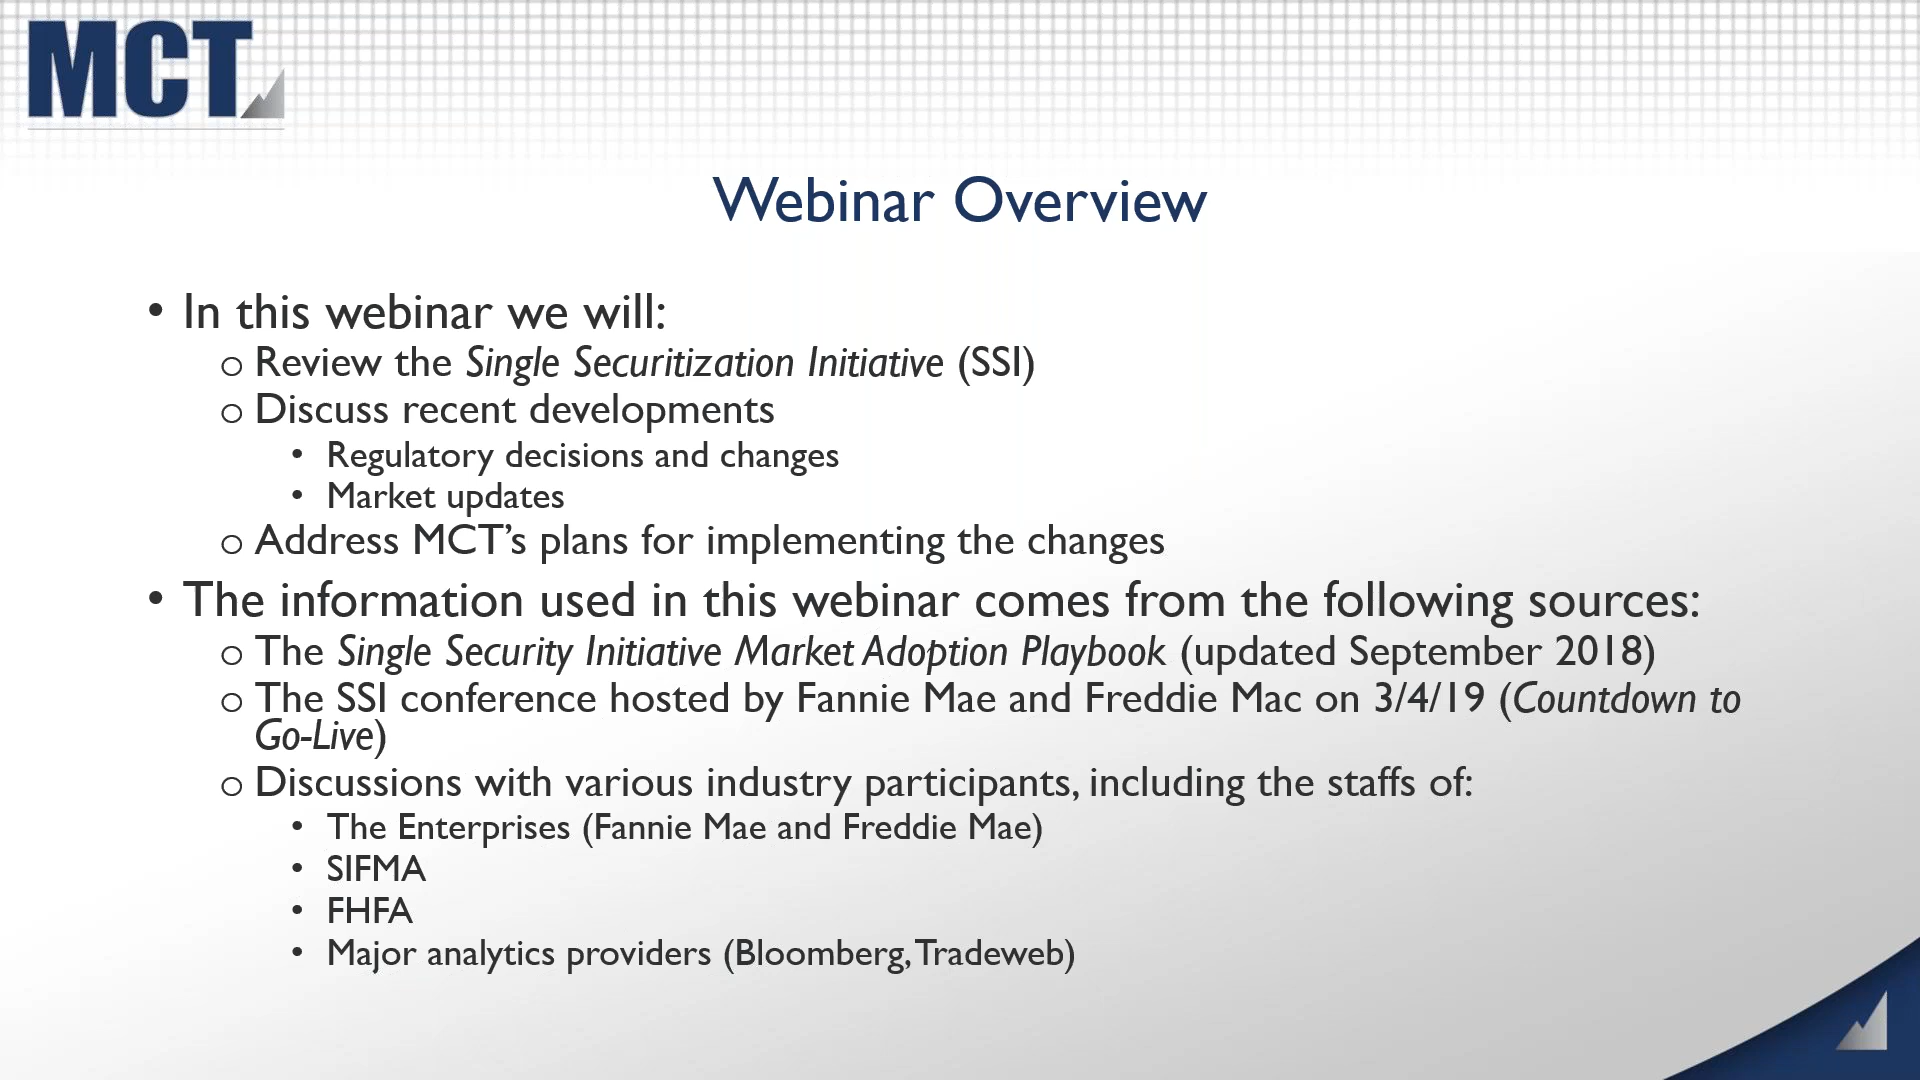 MCT
Webinar Overview
• In this webinar we will:
o Review the Single Securitization Initiative (SSI)
o Discuss recent developments
• Regulatory decisions and changes
• Market updates
o Address MCT's plans for implementing the changes
• The information used in this webinar comes from the following sources:
o The Single Security Initiative Market Adoption Playbook (updated September 2018)
o The SSI conference hosted by Fannie Mae and Freddie Mac on 3/4/19 (Countdown to
Go-Live)
o Discussions with various industry participants, including the staffs of:
• The Enterprises (Fannie Mae and Freddie Mae)
• SIFMA
• FHFA
• Major analytics providers (Bloomberg, Tradeweb)